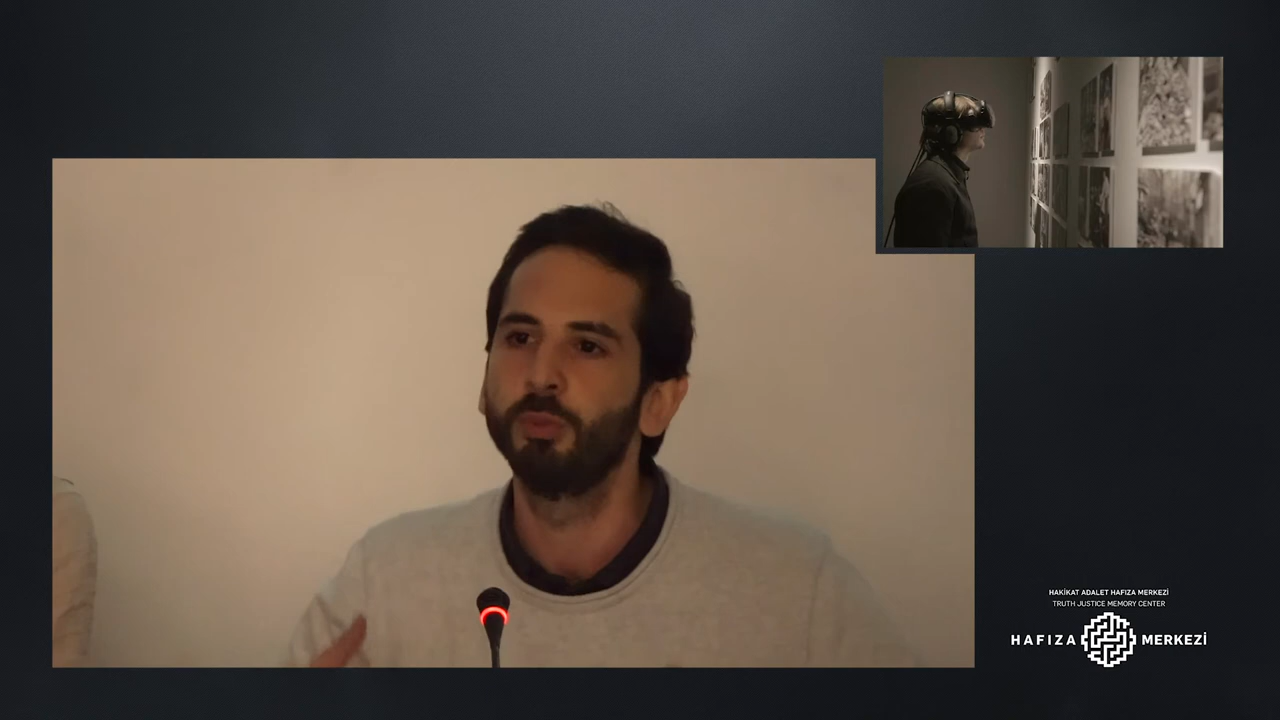 HAKİKAT ADALET HAFIZA MERKEZİ
TRUTH JUSTICE MEMORY CENTER
HAFIZA MERKEZİ